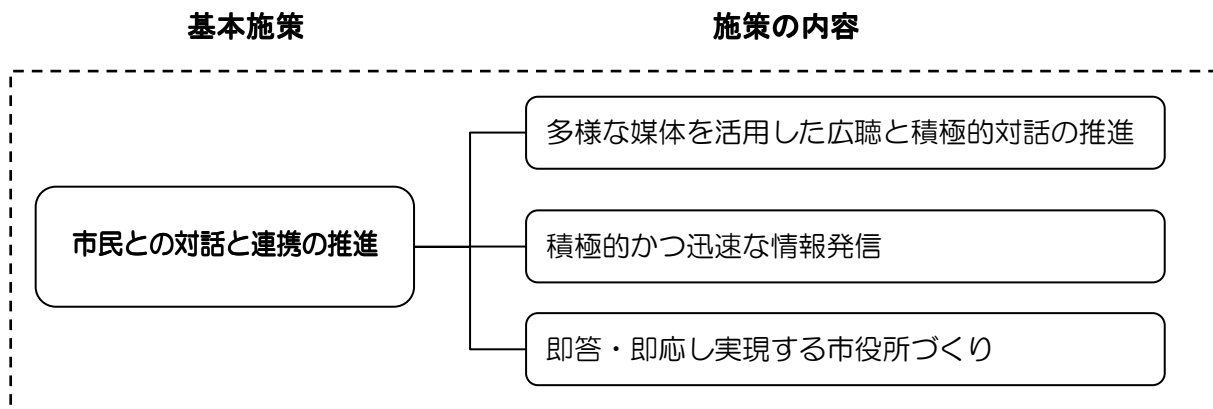 基本施策
施策の内容
多様な媒体を活用した広聴と積極的対話の推進
市民との対話と連携の推進
積極的かつ迅速な情報発信
即答・即応し実現する市役所づくり